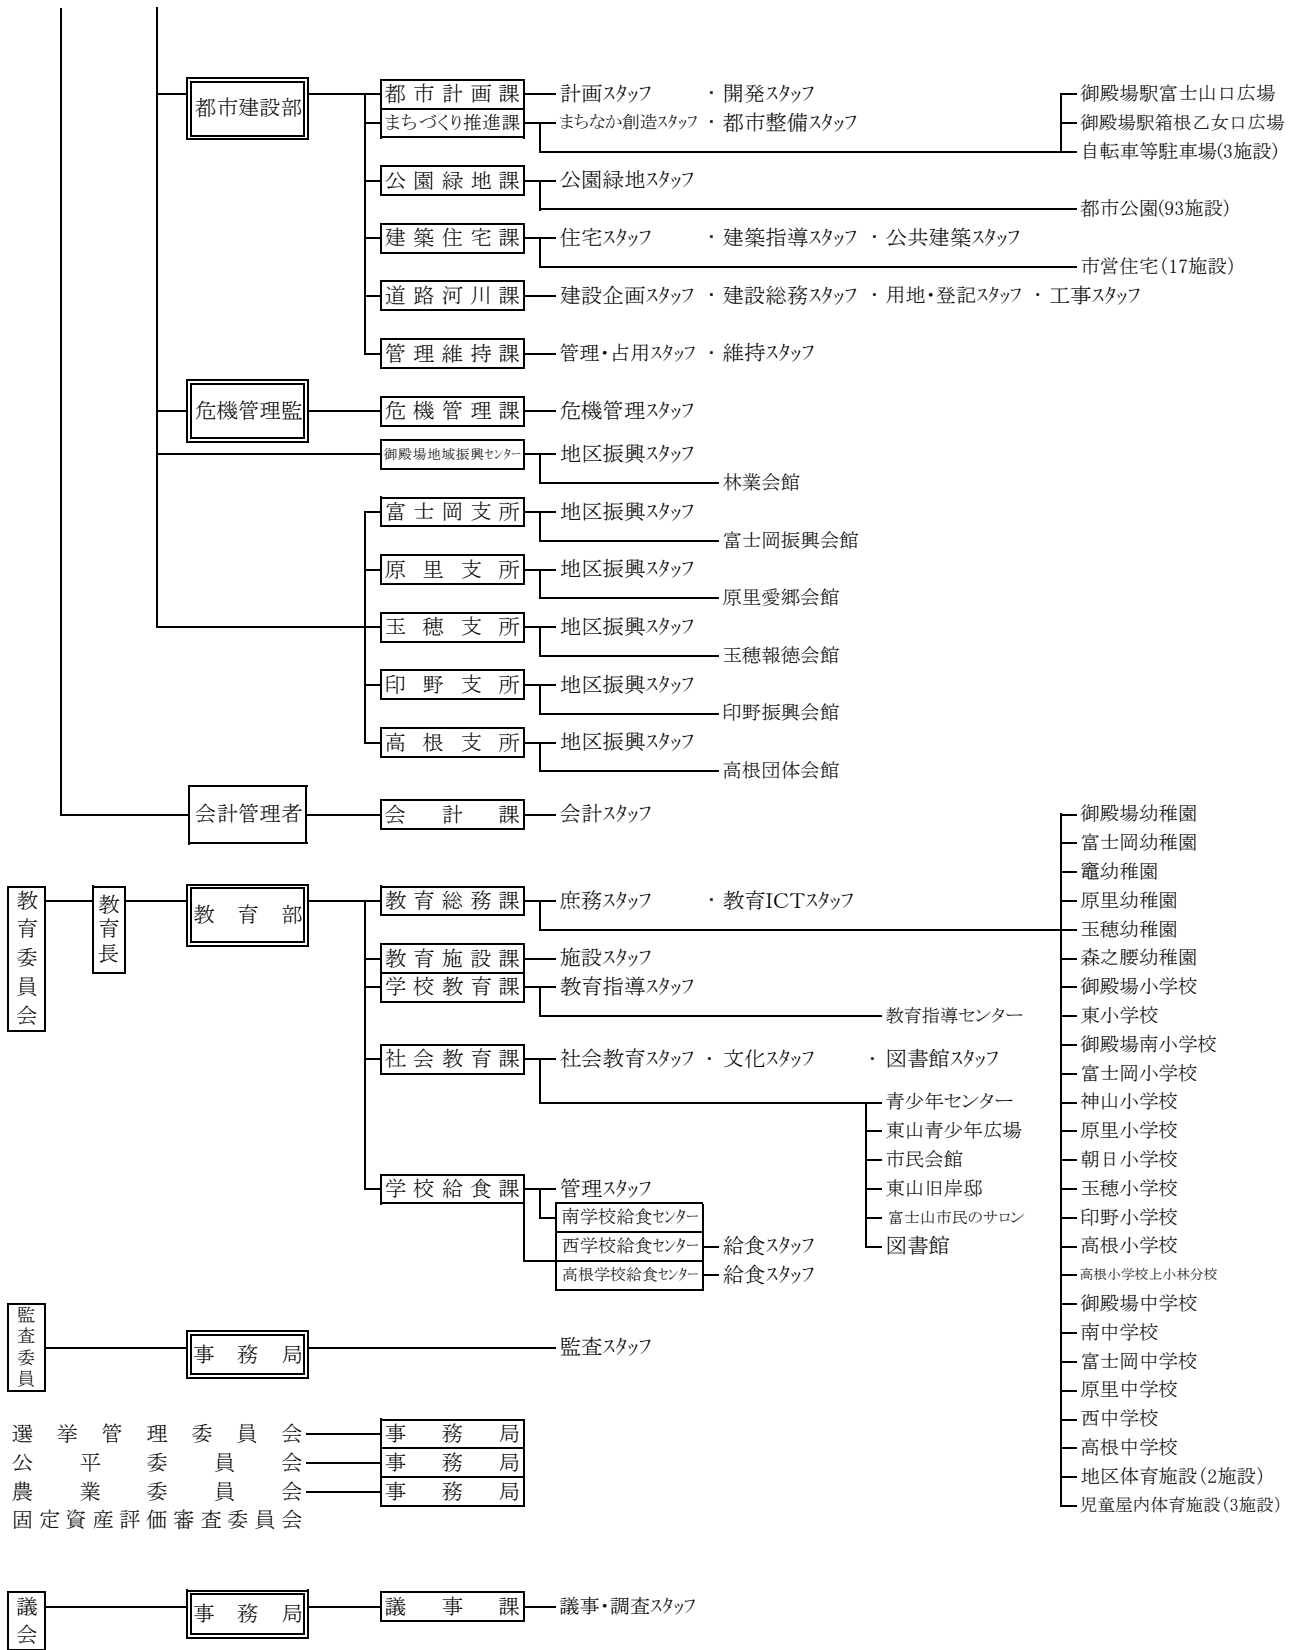 都市建設部
都市計画課
計画スタッフ ・ 開発スタッフ
御殿場駅富士山口広場
まちづくり推進課
まちなか創造スタッフ ・ 都市整備スタッフ
御殿場駅箱根乙女口広場
自転車等駐車場(3施設)
公園緑地課
公園緑地スタッフ
都市公園(93施設)
建築住宅課
住宅スタッフ ・ 建築指導スタッフ ・ 公共建築スタッフ
市営住宅(17施設)
道路河川課
建設企画スタッフ ・ 建設総務スタッフ ・ 用地・登記スタッフ ・ 工事スタッフ
管理維持課
管理・占用スタッフ ・ 維持スタッフ
危機管理監
危機管理課
危機管理スタッフ
御殿場地域振興センター
地区振興スタッフ
林業会館
富士岡支所
地区振興スタッフ
富士岡振興会館
原里支所
地区振興スタッフ
原里愛郷会館
玉穂支所
地区振興スタッフ
玉穂報徳会館
印野支所
地区振興スタッフ
印野振興会館
高根支所
地区振興スタッフ
高根団体会館
会計管理者
会計課
会計スタッフ
教育委員会
教育長
教育部
教育総務課
庶務スタッフ ・ 教育ICTスタッフ
御殿場幼稚園
富士岡幼稚園
竈幼稚園
原里幼稚園
玉穂幼稚園
森之腰幼稚園
御殿場小学校
東小学校
御殿場南小学校
富士岡小学校
神山小学校
原里小学校
朝日小学校
玉穂小学校
印野小学校
高根小学校
高根小学校上小林分校
御殿場中学校
南中学校
富士岡中学校
原里中学校
西中学校
高根中学校
地区体育施設(2施設)
児童屋内体育施設(3施設)
教育施設課
施設スタッフ
学校教育課
教育指導スタッフ
教育指導センター
社会教育課
社会教育スタッフ ・ 文化スタッフ ・ 図書館スタッフ
青少年センター
東山青少年広場
市民会館
東山旧岸邸
富士山市民のサロン
図書館
学校給食課
管理スタッフ
南学校給食センター
西学校給食センター
給食スタッフ
高根学校給食センター
給食スタッフ
監査委員
事務局
監査スタッフ
選挙管理委員会
事務局
公平委員会
事務局
農業委員会
事務局
固定資産評価審査委員会
議会
事務局
議事課
議事・調査スタッフ